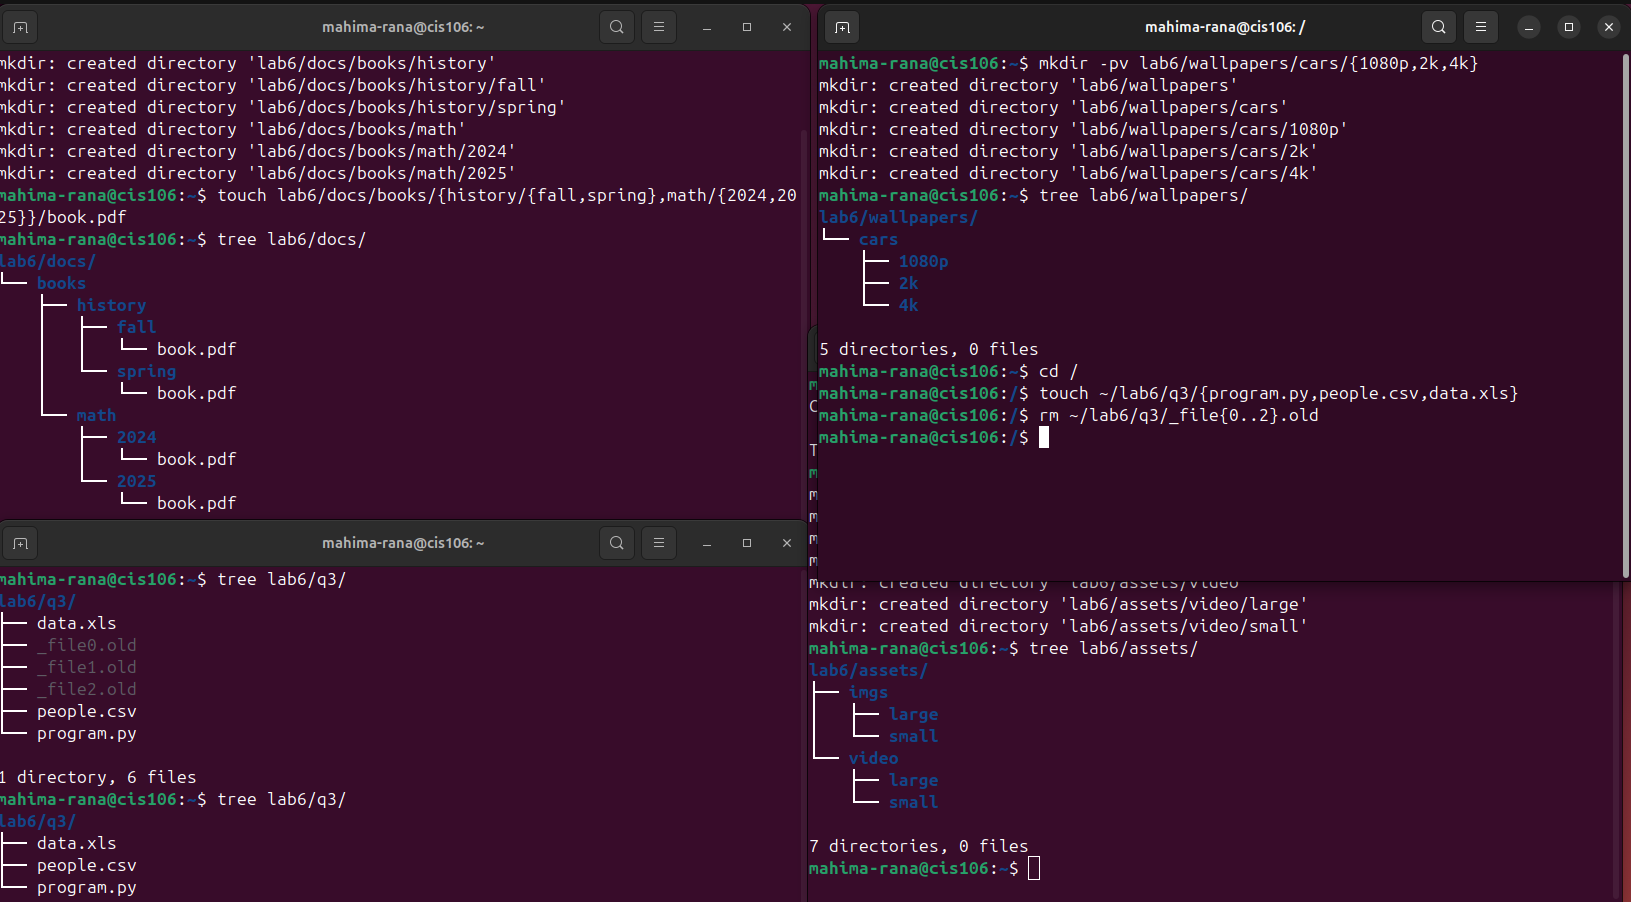 mahima-rana@cis106: ~
mkdir: created directory 'lab6/docs/books/history'
mkdir: created directory 'lab6/docs/books/history/fall'
mkdir: created directory 'lab6/docs/books/history/spring'
mkdir: created directory 'lab6/docs/books/math'
mkdir: created directory 'lab6/docs/books/math/2024'
mkdir: created directory 'lab6/docs/books/math/2025'
mahima-rana@cis106:~$ touch lab6/docs/books/{history/{fall,spring},math/{2024,20
25}}/book.pdf
mahima-rana@cis106:~$ tree lab6/docs/
lab6/docs/
└── books
    ├── history
    │   ├── fall
    │   │   └── book.pdf
    │   └── spring
    │       └── book.pdf
    └── math
        ├── 2024
        │   └── book.pdf
        └── 2025
            └── book.pdf
mahima-rana@cis106: /
mahima-rana@cis106:~$ mkdir -pv lab6/wallpapers/cars/{1080p,2k,4k}
mkdir: created directory 'lab6/wallpapers'
mkdir: created directory 'lab6/wallpapers/cars'
mkdir: created directory 'lab6/wallpapers/cars/1080p'
mkdir: created directory 'lab6/wallpapers/cars/2k'
mkdir: created directory 'lab6/wallpapers/cars/4k'
mahima-rana@cis106:~$ tree lab6/wallpapers/
lab6/wallpapers/
└── cars
    ├── 1080p
    ├── 2k
    └── 4k
5 directories, 0 files
mahima-rana@cis106:~$ cd /
mahima-rana@cis106:/$ touch ~/lab6/q3/{program.py,people.csv,data.xls}
mahima-rana@cis106:/$ rm ~/lab6/q3/_file{0..2}.old
mahima-rana@cis106:/$
mahima-rana@cis106: ~
mahima-rana@cis106:~$ tree lab6/q3/
lab6/q3/
├── data.xls
├── _file0.old
├── _file1.old
├── _file2.old
├── people.csv
└── program.py
1 directory, 6 files
mahima-rana@cis106:~$ tree lab6/q3/
lab6/q3/
├── data.xls
├── people.csv
└── program.py
mkdir: created directory 'lab6/assets/video'
mkdir: created directory 'lab6/assets/video/large'
mkdir: created directory 'lab6/assets/video/small'
mahima-rana@cis106:~$ tree lab6/assets/
lab6/assets/
├── imgs
│   ├── large
│   └── small
└── video
    ├── large
    └── small
7 directories, 0 files
mahima-rana@cis106:~$